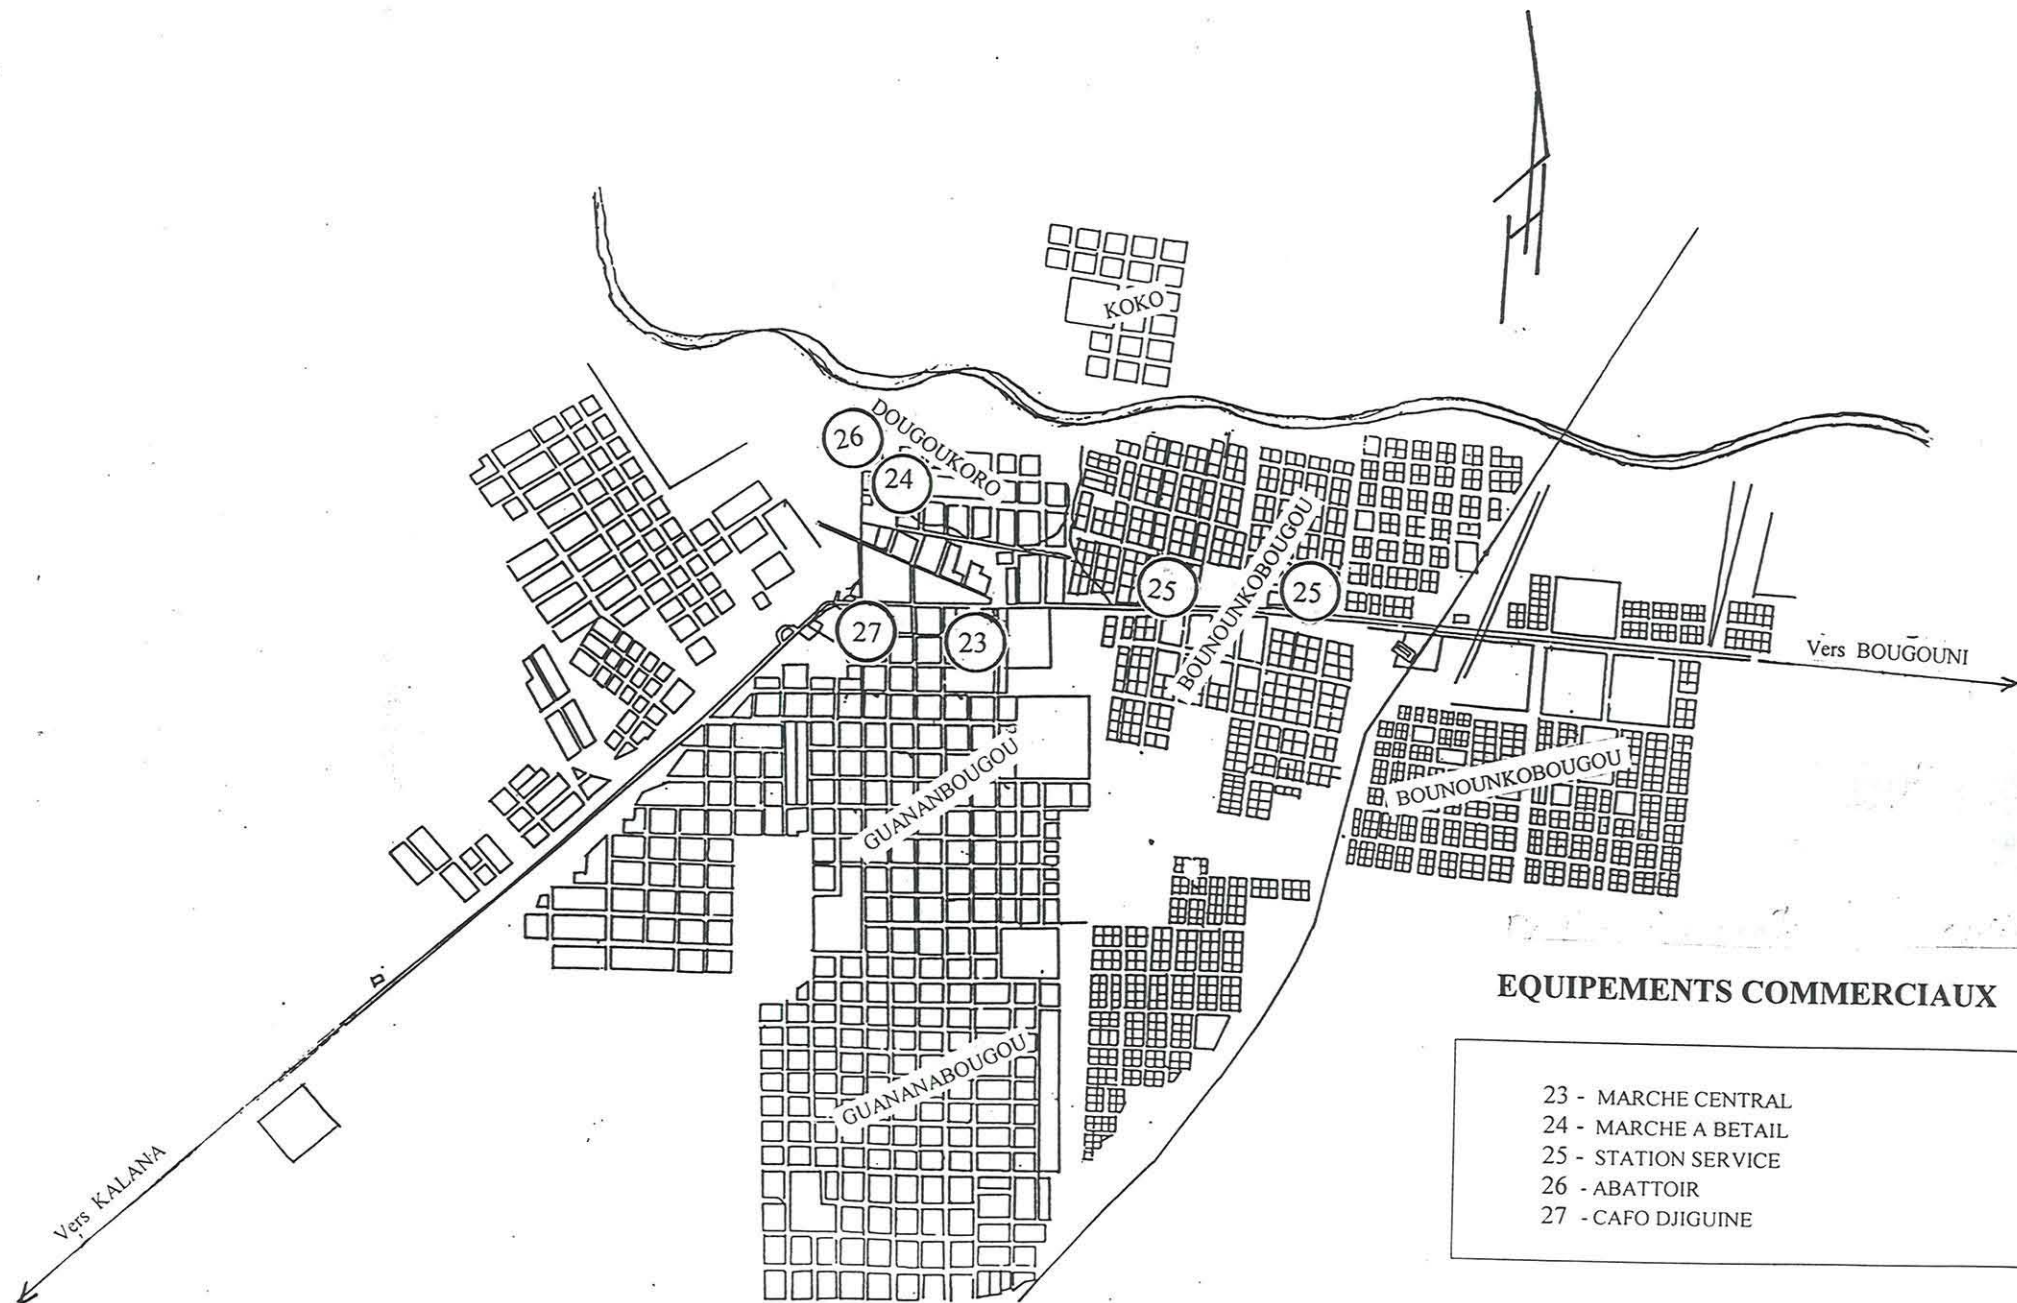 KOKO
26
DOUGOUKORO
24
25
25
BOUNOUNKOBOUGOU
27
23
Vers BOUGOUNI
GUANANBOUGOU
BOUNOUNKOBOUGOU
GUANANABOUGOU
Vers KALANA
EQUIPEMENTS COMMERCIAUX
23 - MARCHE CENTRAL
24 - MARCHE A BETAIL
25 - STATION SERVICE
26 - ABATTOIR
27 - CAFO DJIGUINE